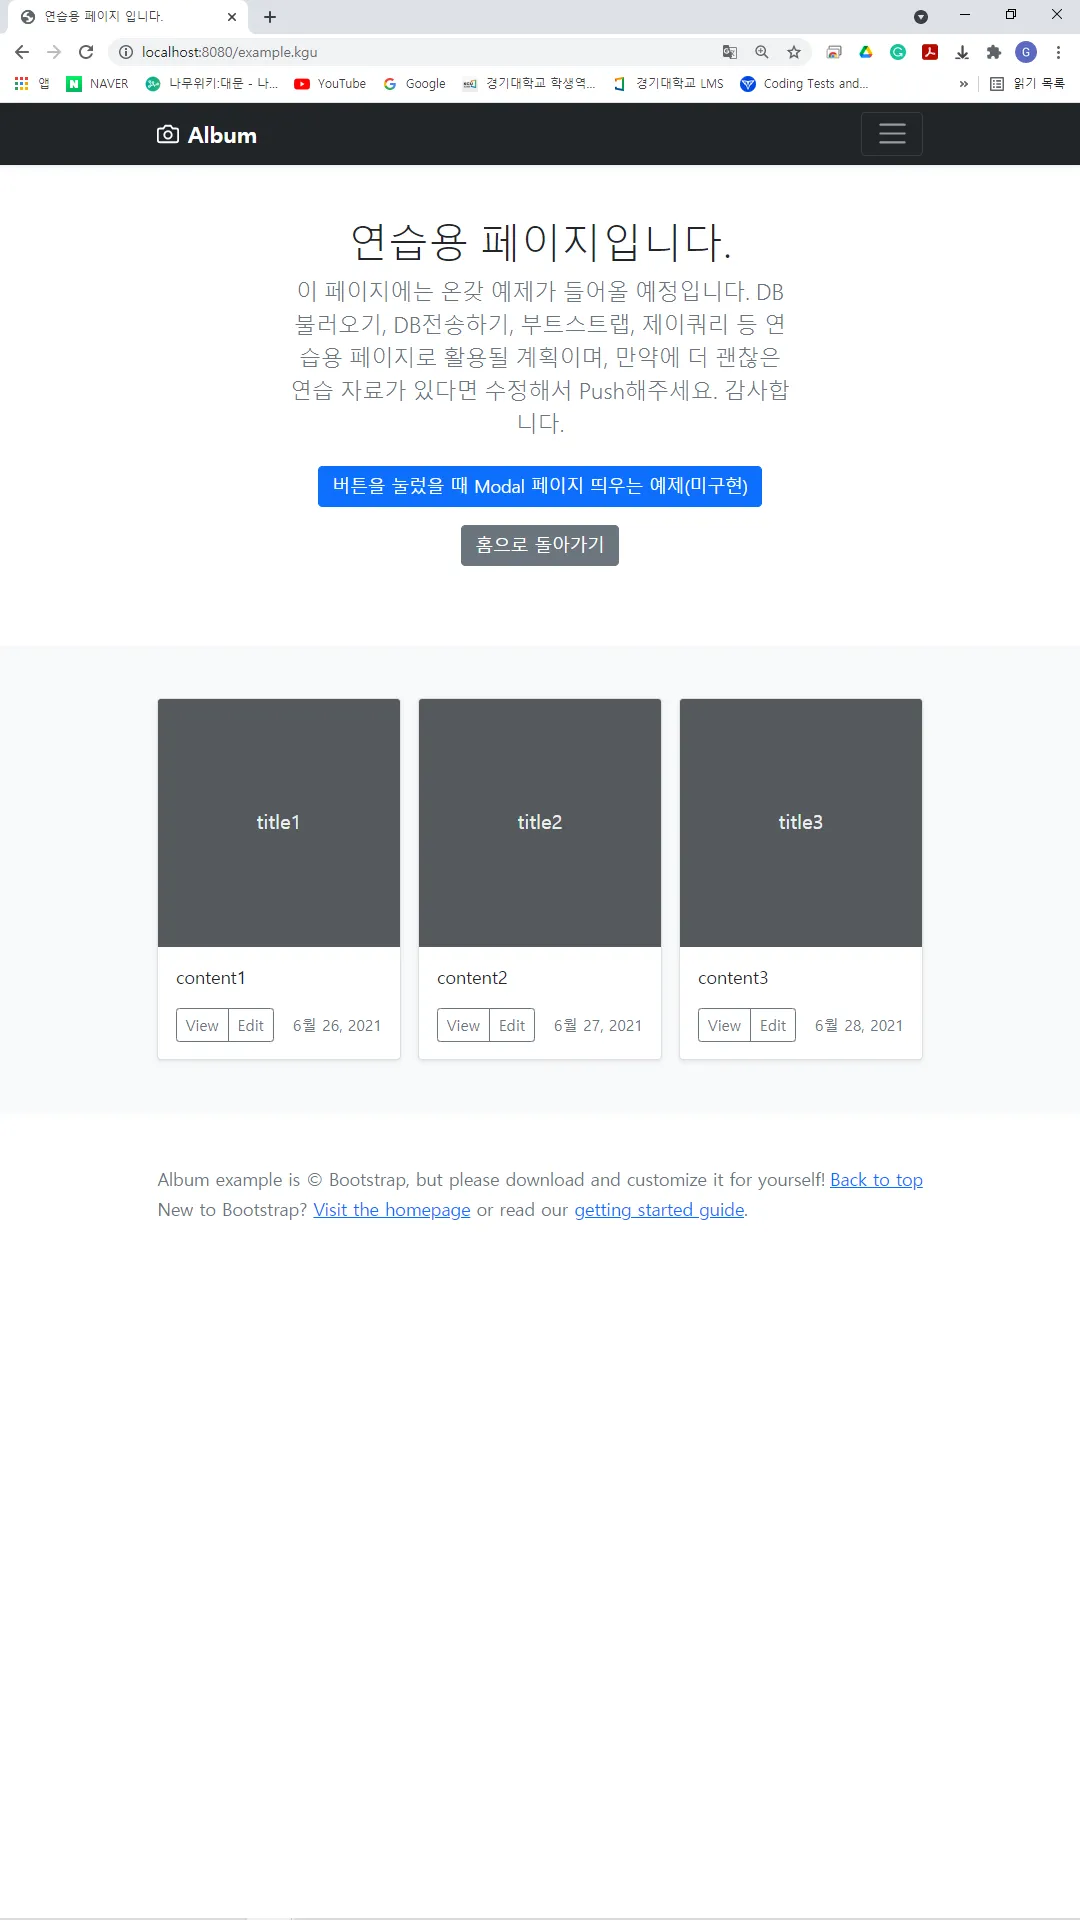 연습용 페이지 입니다.
localhost:8080/example.kgu
G
앱
NAVER
나무위키:대문 - 나...
YouTube
Google
경기대학교 학생역...
경기대학교 LMS
Coding Tests and...
»
읽기 목록
Album
연습용 페이지입니다.
이 페이지에는 온갖 예제가 들어올 예정입니다. DB
불러오기, DB전송하기, 부트스트랩, 제이쿼리 등 연
습용 페이지로 활용될 계획이며, 만약에 더 괜찮은
연습 자료가 있다면 수정해서 Push해주세요. 감사합
니다.
버튼을 눌렀을 때 Modal 페이지 띄우는 예제(미구현)
홈으로 돌아가기
title1
title2
title3
content1
content2
content3
View Edit 6월 26, 2021
View Edit 6월 27, 2021
View Edit 6월 28, 2021
Album example is © Bootstrap, but please download and customize it for yourself! Back to top
New to Bootstrap? Visit the homepage or read our getting started guide.